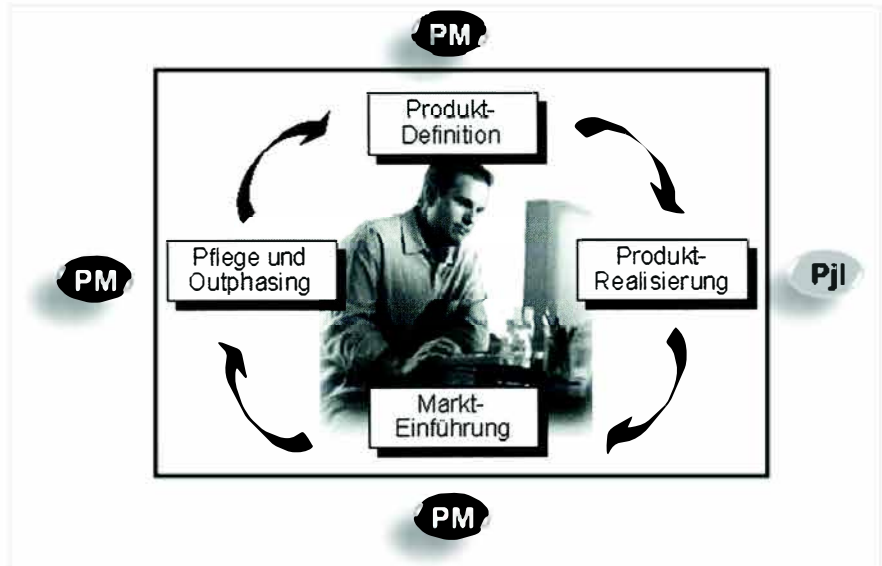 PM
Produkt-
Definition
Pflege und
Outphasing
Produkt-
Realisierung
PM
Pjl
Markt-
Einführung
PM